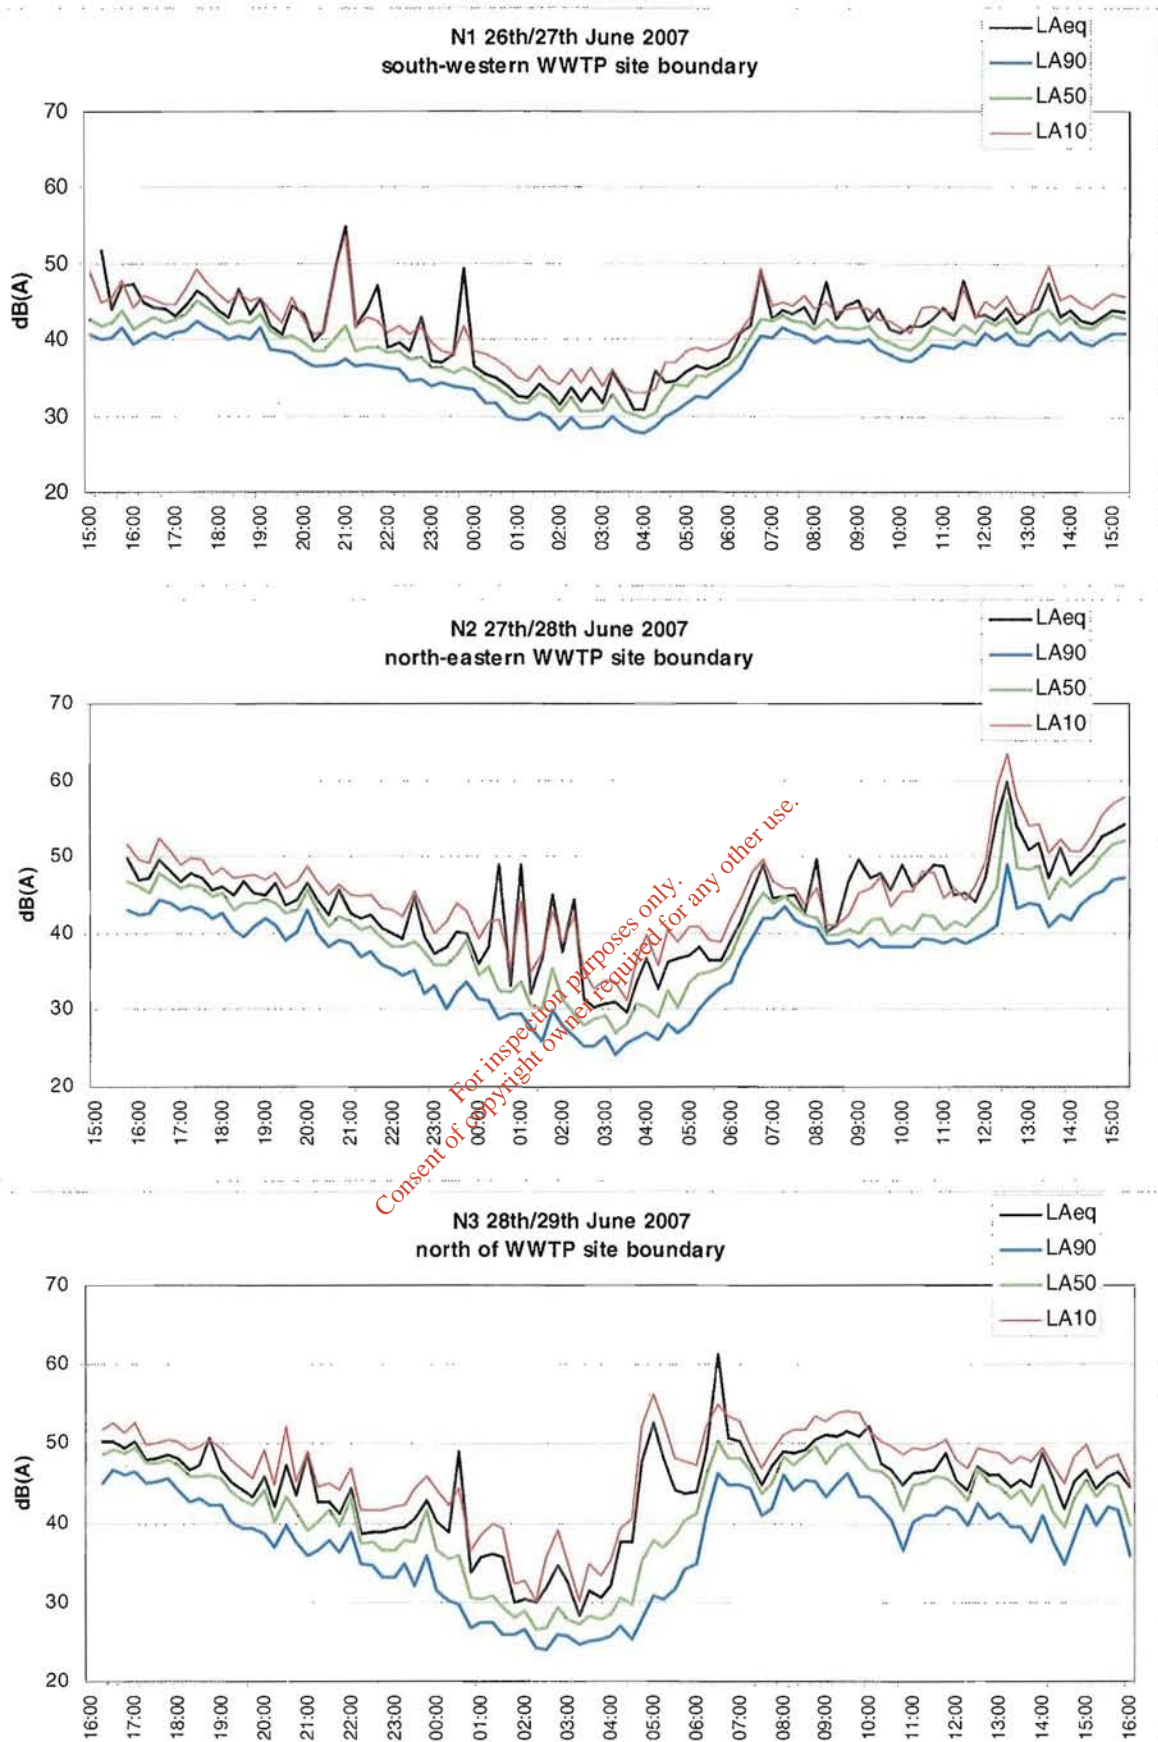 N1 26th/27th June 2007
south-western WWTP site boundary
LAeq
LA90
LA50
LA10
dB(A)
70
60
50
40
30
20
15:00 16:00 17:00 18:00 19:00 20:00 21:00 22:00 23:00 00:00 01:00 02:00 03:00 04:00 05:00 06:00 07:00 08:00 09:00 10:00 11:00 12:00 13:00 14:00 15:00
N2 27th/28th June 2007
north-eastern WWTP site boundary
LAeq
LA90
LA50
LA10
dB(A)
70
60
50
40
30
20
15:00 16:00 17:00 18:00 19:00 20:00 21:00 22:00 23:00 00:00 01:00 02:00 03:00 04:00 05:00 06:00 07:00 08:00 09:00 10:00 11:00 12:00 13:00 14:00 15:00
For inspection purposes only.
Consent of copyright owner required for any other use.
N3 28th/29th June 2007
north of WWTP site boundary
LAeq
LA90
LA50
LA10
dB(A)
70
60
50
40
30
20
16:00 17:00 18:00 19:00 20:00 21:00 22:00 23:00 00:00 01:00 02:00 03:00 04:00 05:00 06:00 07:00 08:00 09:00 10:00 11:00 12:00 13:00 14:00 15:00 16:00